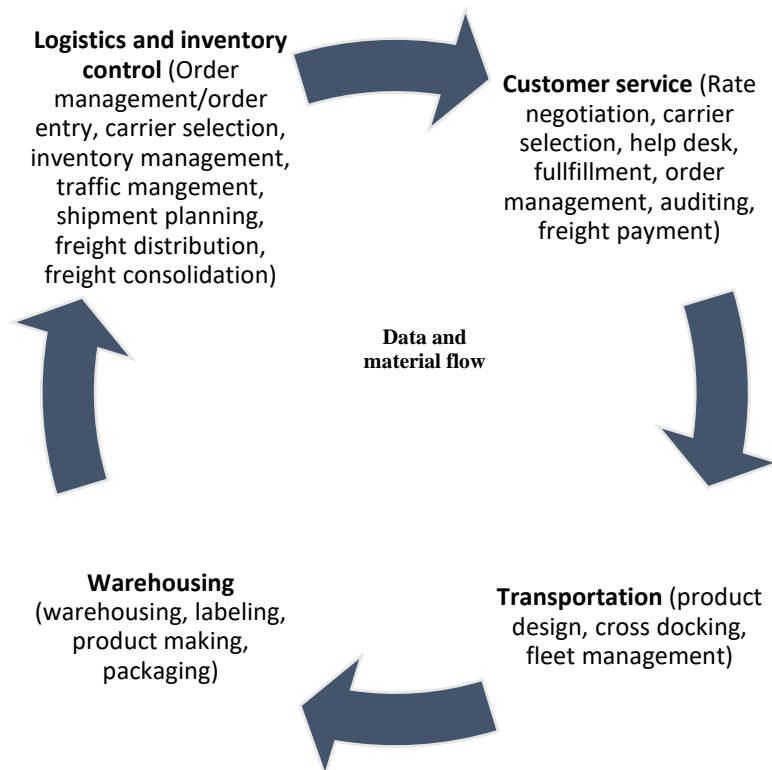 Logistics and inventory
control (Order
management/order
entry, carrier selection,
inventory management,
traffic mangement,
shipment planning,
freight distribution,
freight consolidation)
Customer service (Rate
negotiation, carrier
selection, help desk,
fullfillment, order
management, auditing,
freight payment)
Data and
material flow
Warehousing
(warehousing, labeling,
product making,
packaging)
Transportation (product
design, cross docking,
fleet management)